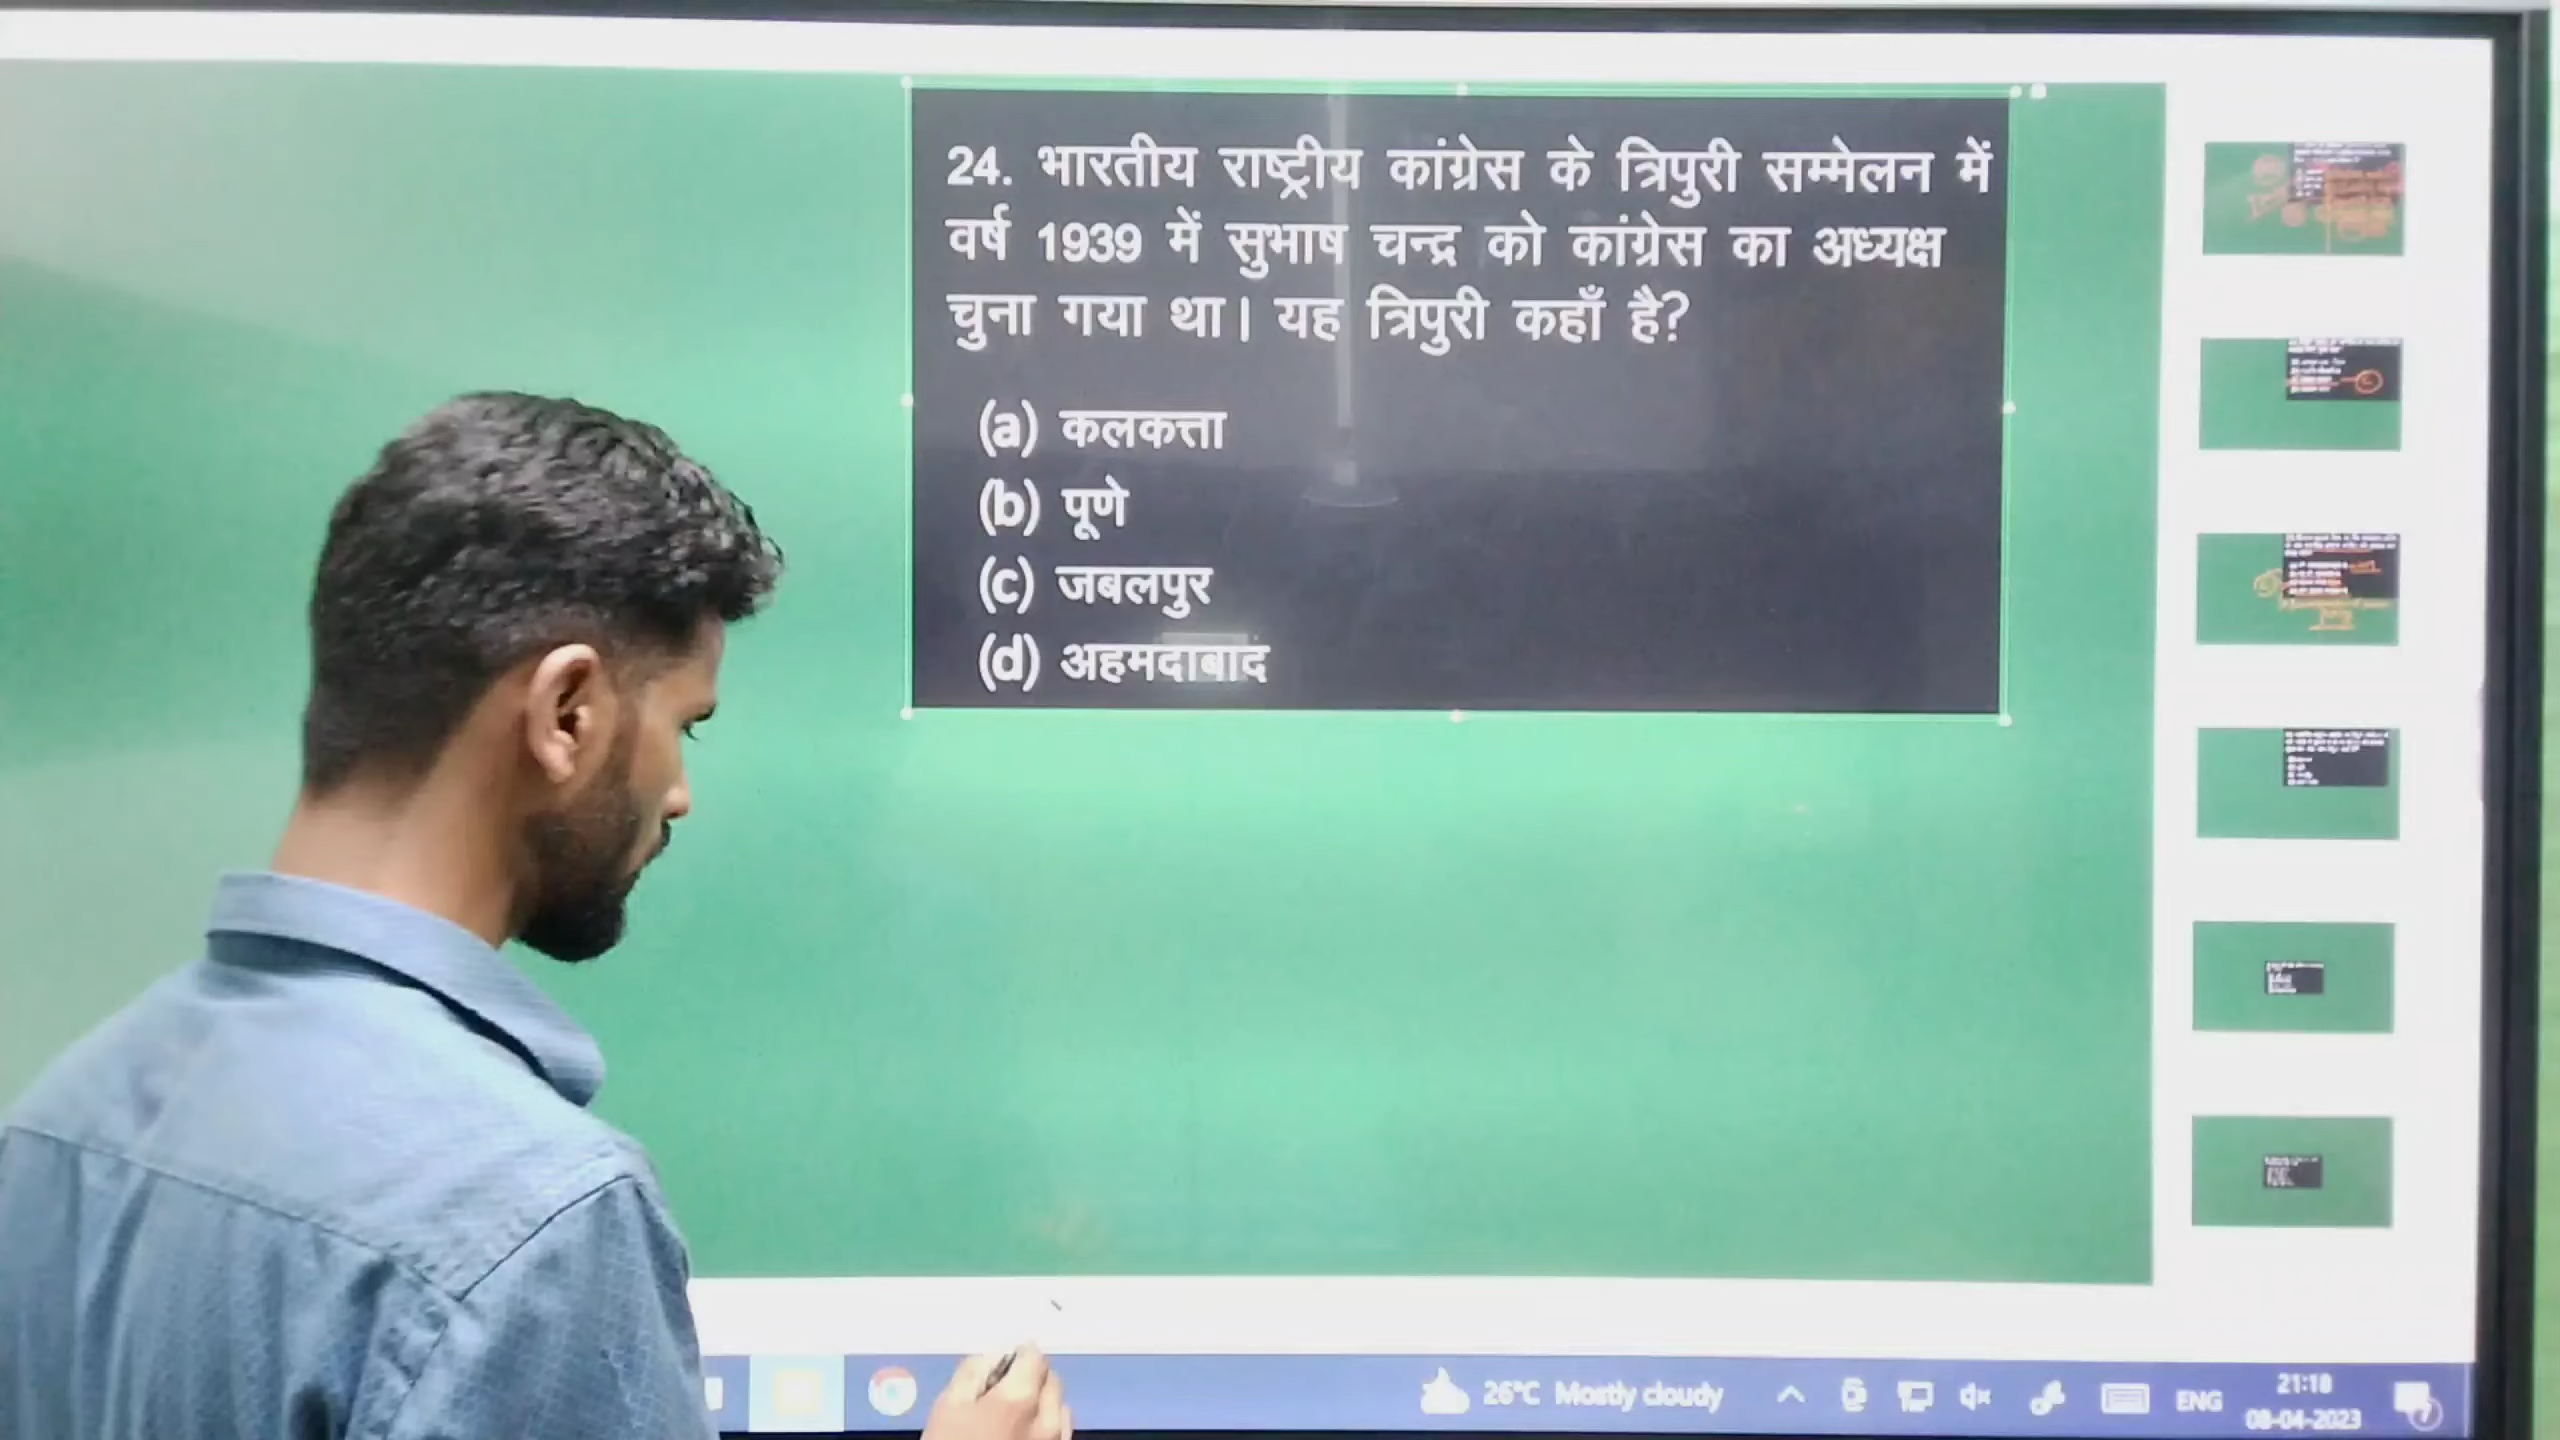 24. भारतीय राष्ट्रीय कांग्रेस के त्रिपुरी सम्मेलन में
वर्ष 1939 में सुभाष चन्द्र को कांग्रेस का अध्यक्ष
चुना गया था। यह त्रिपुरी कहाँ है?
(a) कलकत्ता
(b) पूणे
(c) जबलपुर
(d) अहमदाबाद
26°C Mostly cloudy
ENG
21:18
08-04-2023